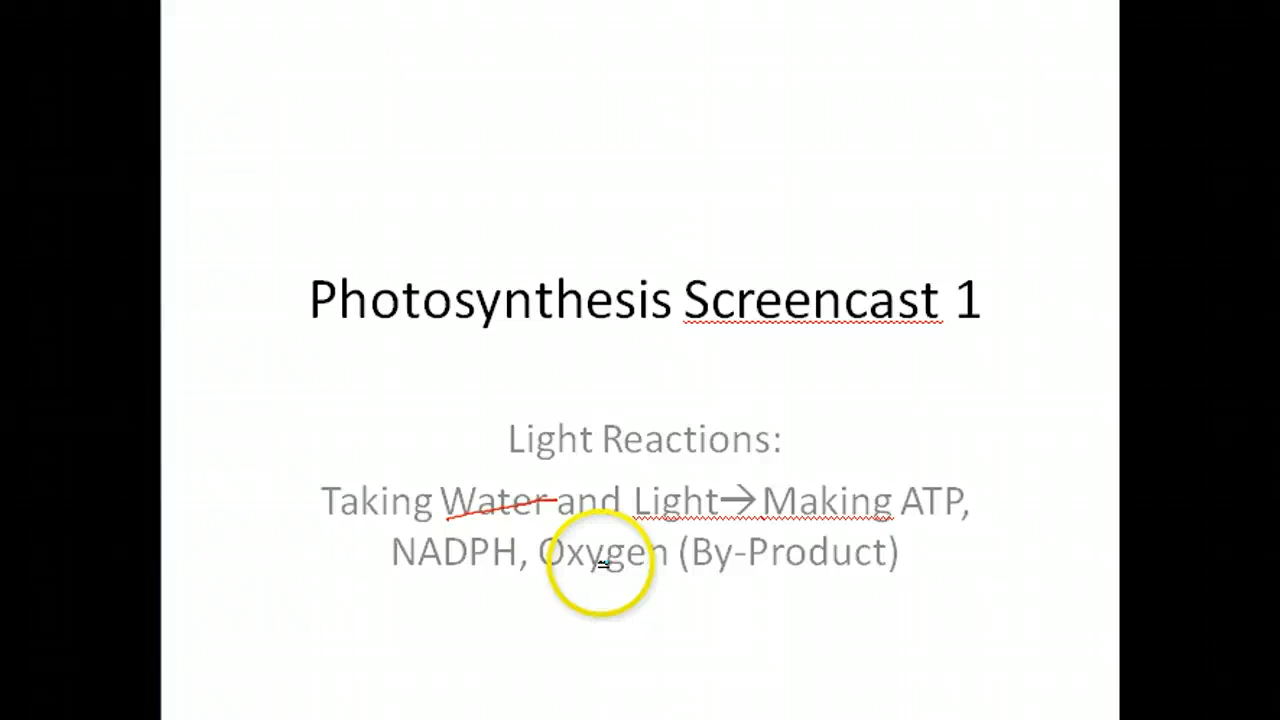 Photosynthesis Screencast 1
Light Reactions:
Taking Water and Light→Making ATP,
NADPH, Oxygen (By-Product)